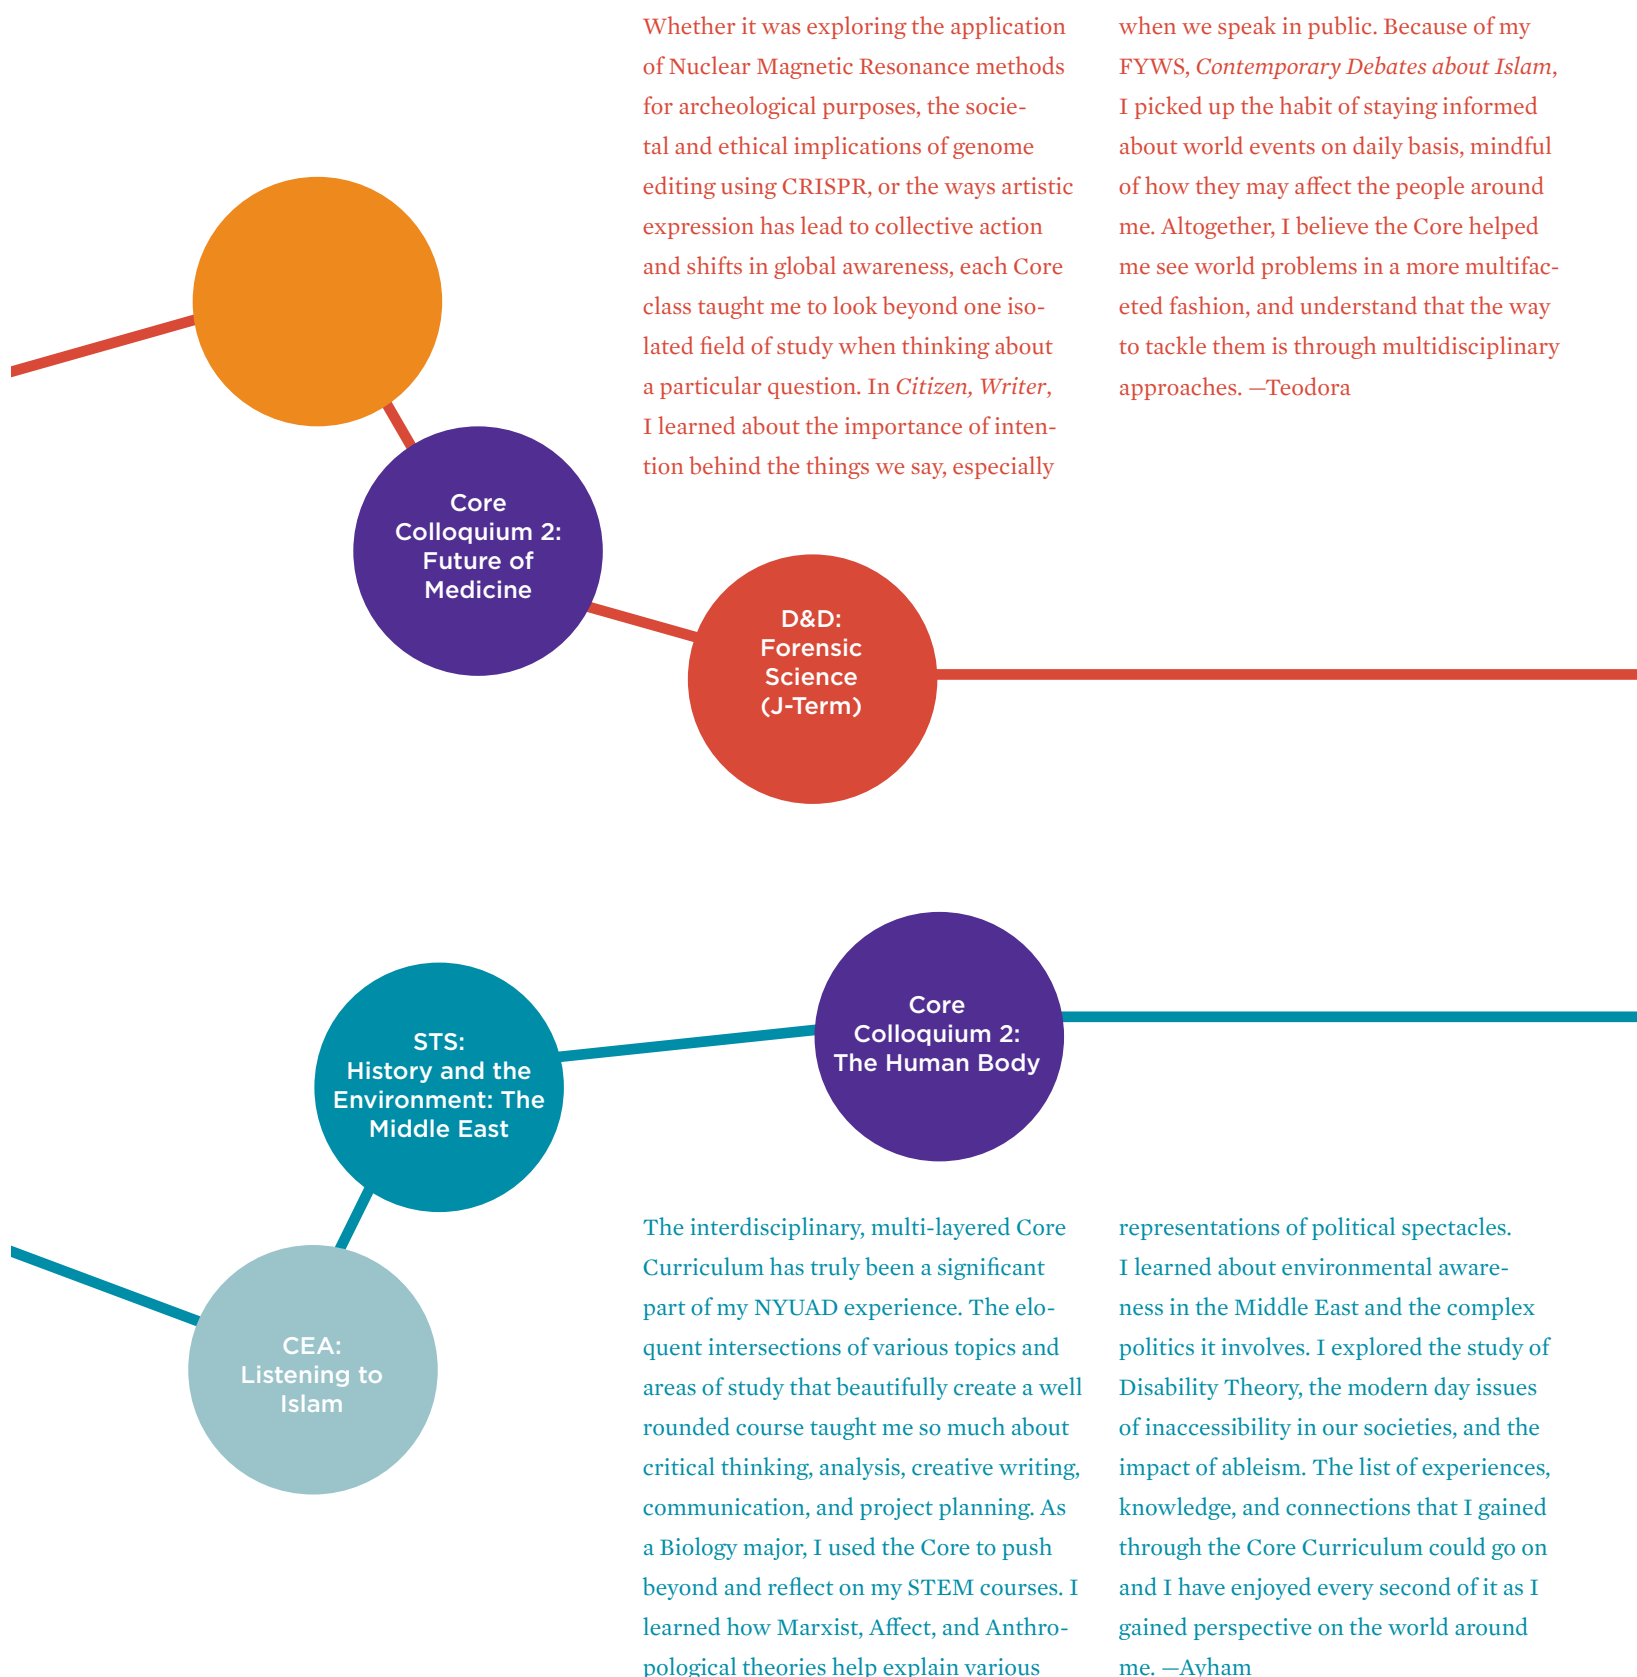 Whether it was exploring the application
of Nuclear Magnetic Resonance methods
for archeological purposes, the socie-
tal and ethical implications of genome
editing using CRISPR, or the ways artistic
expression has lead to collective action
and shifts in global awareness, each Core
class taught me to look beyond one iso-
lated field of study when thinking about
a particular question. In Citizen, Writer,
I learned about the importance of inten-
tion behind the things we say, especially
when we speak in public. Because of my
FYWS, Contemporary Debates about Islam,
I picked up the habit of staying informed
about world events on daily basis, mindful
of how they may affect the people around
me. Altogether, I believe the Core helped
me see world problems in a more multifac-
eted fashion, and understand that the way
to tackle them is through multidisciplinary
approaches. —Teodora
Core
Colloquium 2:
Future of
Medicine
D&D:
Forensic
Science
(J-Term)
Core
Colloquium 2:
The Human Body
STS:
History and the
Environment: The
Middle East
CEA:
Listening to
Islam
The interdisciplinary, multi-layered Core
Curriculum has truly been a significant
part of my NYUAD experience. The elo-
quent intersections of various topics and
areas of study that beautifully create a well
rounded course taught me so much about
critical thinking, analysis, creative writing,
communication, and project planning. As
a Biology major, I used the Core to push
beyond and reflect on my STEM courses. I
learned how Marxist, Affect, and Anthro-
pological theories help explain various
representations of political spectacles.
I learned about environmental aware-
ness in the Middle East and the complex
politics it involves. I explored the study of
Disability Theory, the modern day issues
of inaccessibility in our societies, and the
impact of ableism. The list of experiences,
knowledge, and connections that I gained
through the Core Curriculum could go on
and I have enjoyed every second of it as I
gained perspective on the world around
me. —Ayham